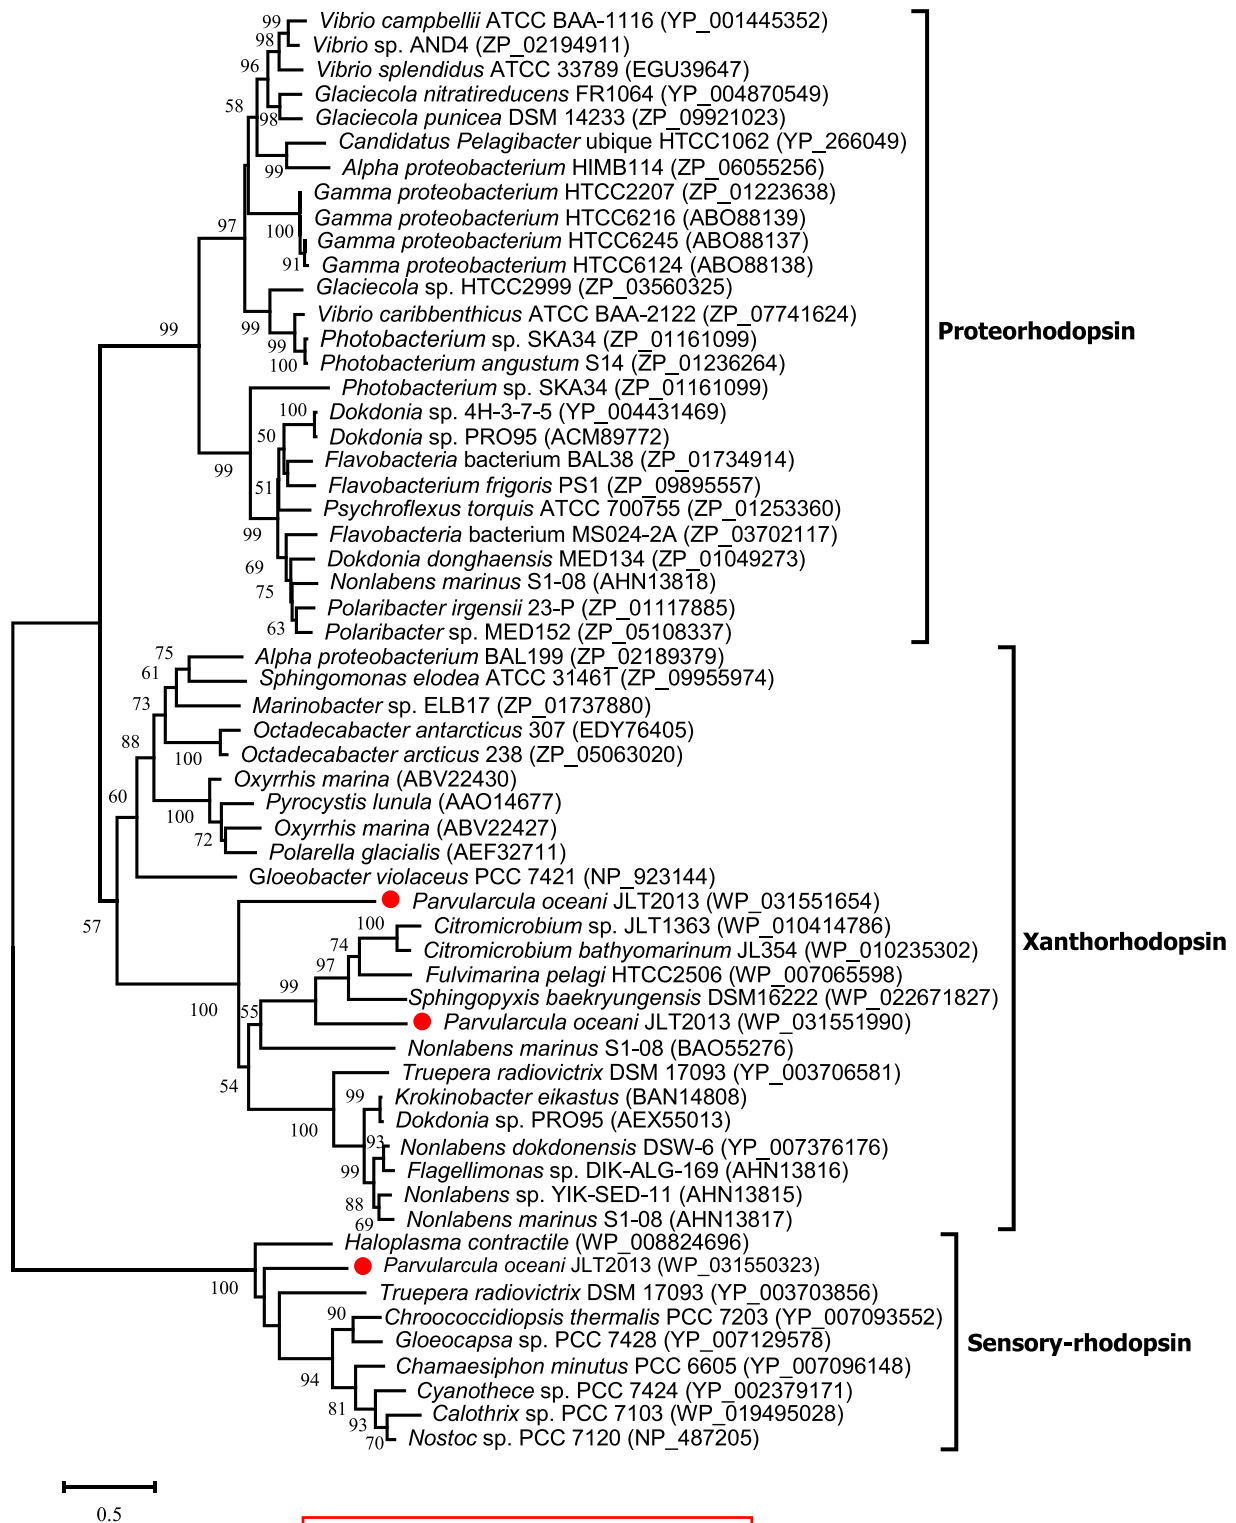 99 Vibrio campbellii ATCC BAA-1116 (YP_001445352)
98 Vibrio sp. AND4 (ZP_02194911)
96 Vibrio splendidus ATCC 33789 (EGU39647)
Glaciecola nitratireducens FR1064 (YP_004870549)
58 98 Glaciecola punicea DSM 14233 (ZP_09921023)
Candidatus Pelagibacter ubique HTCC1062 (YP_266049)
99 Alpha proteobacterium HIMB114 (ZP_06055256)
Gamma proteobacterium HTCC2207 (ZP_01223638)
97 100 Gamma proteobacterium HTCC6216 (ABO88139)
Gamma proteobacterium HTCC6245 (ABO88137)
91 Gamma proteobacterium HTCC6124 (ABO88138)
Glaciecola sp. HTCC2999 (ZP_03560325)
99 99 Vibrio caribbenthicus ATCC BAA-2122 (ZP_07741624)
Proteorhodopsin
99 Photobacterium sp. SKA34 (ZP_01161099)
100 Photobacterium angustum S14 (ZP_01236264)
Photobacterium sp. SKA34 (ZP_01161099)
100 Dokdonia sp. 4H-3-7-5 (YP_004431469)
50 Dokdonia sp. PRO95 (ACM89772)
99 Flavobacteria bacterium BAL38 (ZP_01734914)
51 Flavobacterium frigoris PS1 (ZP_09895557)
Psychroflexus torquis ATCC 700755 (ZP_01253360)
99 Flavobacteria bacterium MS024-2A (ZP_03702117)
69 Dokdonia donghaensis MED134 (ZP_01049273)
75 Nonlabens marinus S1-08 (AHN13818)
Polaribacter irgensii 23-P (ZP_01117885)
63 Polaribacter sp. MED152 (ZP_05108337)
75 Alpha proteobacterium BAL199 (ZP_02189379)
61 Sphingomonas elodea ATCC 31461 (ZP_09955974)
73 Marinobacter sp. ELB17 (ZP_01737880)
88 Octadecabacter antarcticus 307 (EDY76405)
100 Octadecabacter arcticus 238 (ZP_05063020)
Oxyrrhis marina (ABV22430)
60 100 Pyrocystis lunula (AAO14677)
72 Oxyrrhis marina (ABV22427)
Polarella glacialis (AEF32711)
Gloeobacter violaceus PCC 7421 (NP_923144)
Parvularcula oceani JLT2013 (WP_031551654)
57 100 Citromicrobium sp. JLT1363 (WP_010414786)
74 Citromicrobium bathyomarinum JL354 (WP_010235302)
Xanthorhodopsin
97 Fulvimarina pelagi HTCC2506 (WP_007065598)
99 Sphingopyxis baekryungensis DSM16222 (WP_022671827)
100 55 Parvularcula oceani JLT2013 (WP_031551990)
Nonlabens marinus S1-08 (BAO55276)
54 Truepera radiovictrix DSM 17093 (YP_003706581)
99 Krokinobacter eikastus (BAN14808)
100 Dokdonia sp. PRO95 (AEX55013)
93 Nonlabens dokdonensis DSW-6 (YP_007376176)
99 Flagellimonas sp. DIK-ALG-169 (AHN13816)
88 Nonlabens sp. YIK-SED-11 (AHN13815)
69 Nonlabens marinus S1-08 (AHN13817)
Haloplasma contractile (WP_008824696)
100 Parvularcula oceani JLT2013 (WP_031550323)
Truepera radiovictrix DSM 17093 (YP_003703856)
90 Chroococcidiopsis thermalis PCC 7203 (YP_007093552)
Gloeocapsa sp. PCC 7428 (YP_007129578)
Sensory-rhodopsin
94 Chamaesiphon minutus PCC 6605 (YP_007096148)
Cyanothece sp. PCC 7424 (YP_002379171)
81 93 Calothrix sp. PCC 7103 (WP_019495028)
70 Nostoc sp. PCC 7120 (NP_487205)
0.5